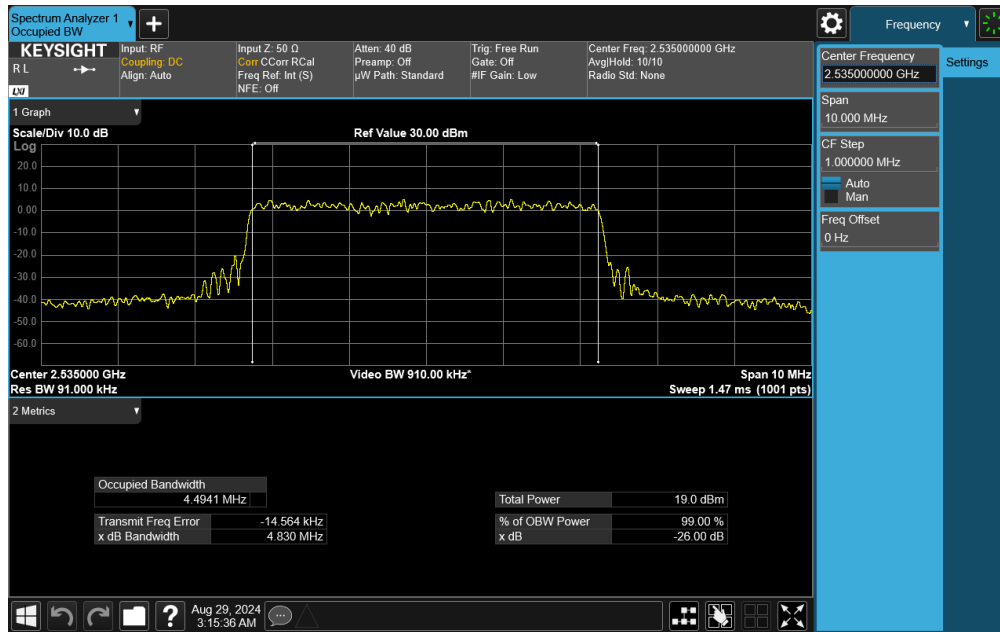 Spectrum Analyzer 1
Occupied BW
+
Frequency
KEYSIGHT
R L
LXI
Input: RF
Coupling: DC
Align: Auto
Input Z: 50 Ω
Corr CCorr RCal
Freq Ref: Int (S)
NFE: Off
Atten: 40 dB
Preamp: Off
µW Path: Standard
Trig: Free Run
Gate: Off
#IF Gain: Low
Center Freq: 2.535000000 GHz
Avg|Hold: 10/10
Radio Std: None
Center Frequency
2.535000000 GHz
Settings
Span
10.000 MHz
CF Step
1.000000 MHz
Auto
Man
Freq Offset
0 Hz
1 Graph
Scale/Div 10.0 dB
Ref Value 30.00 dBm
Log
20.0
10.0
0.00
-10.0
-20.0
-30.0
-40.0
-50.0
-60.0
Center 2.535000 GHz
Video BW 910.00 kHz*
Span 10 MHz
Res BW 91.000 kHz
Sweep 1.47 ms (1001 pts)
2 Metrics
Occupied Bandwidth
4.4941 MHz
Total Power 19.0 dBm
Transmit Freq Error -14.564 kHz
% of OBW Power 99.00 %
x dB Bandwidth 4.830 MHz
x dB -26.00 dB
?
Aug 29, 2024
3:15:36 AM